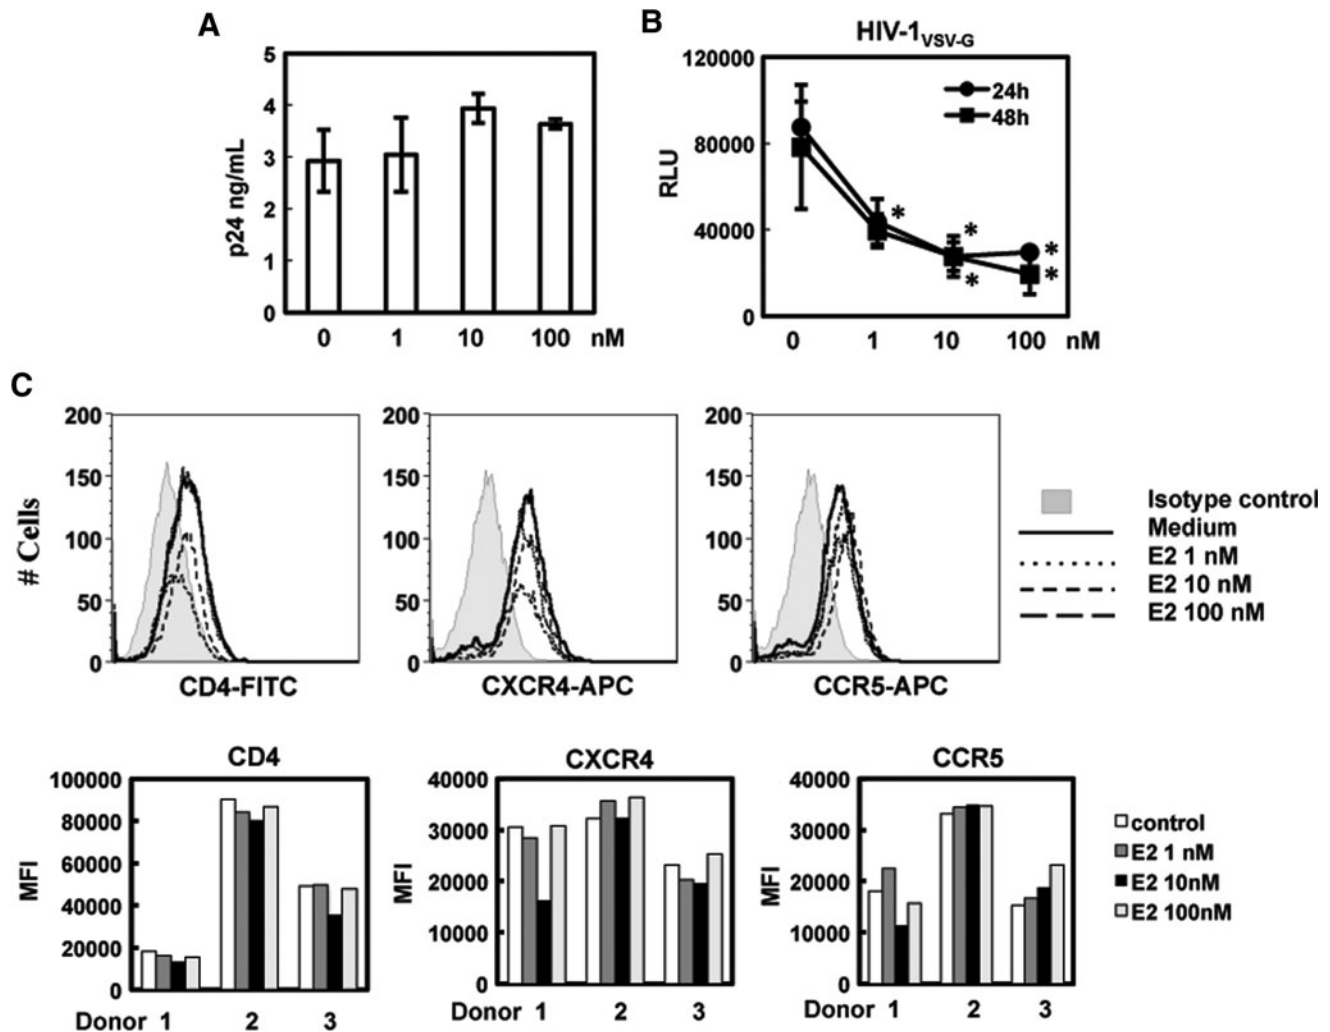 A
p24 ng/mL
5
4
3
2
1
0
0 1 10 100 nM
B
HIV-1VSV-G
RLU
120000
80000
40000
0
24h
48h
*
*
*
*
*
0 1 10 100 nM
C
# Cells
200
150
100
50
0
CD4-FITC
200
150
100
50
0
CXCR4-APC
200
150
100
50
0
CCR5-APC
Isotype control
Medium
E2 1 nM
E2 10 nM
E2 100 nM
CD4
MFI
100000
80000
60000
40000
20000
0
Donor 1 2 3
CXCR4
MFI
40000
30000
20000
10000
0
Donor 1 2 3
CCR5
MFI
40000
30000
20000
10000
0
Donor 1 2 3
control
E2 1 nM
E2 10nM
E2 100nM